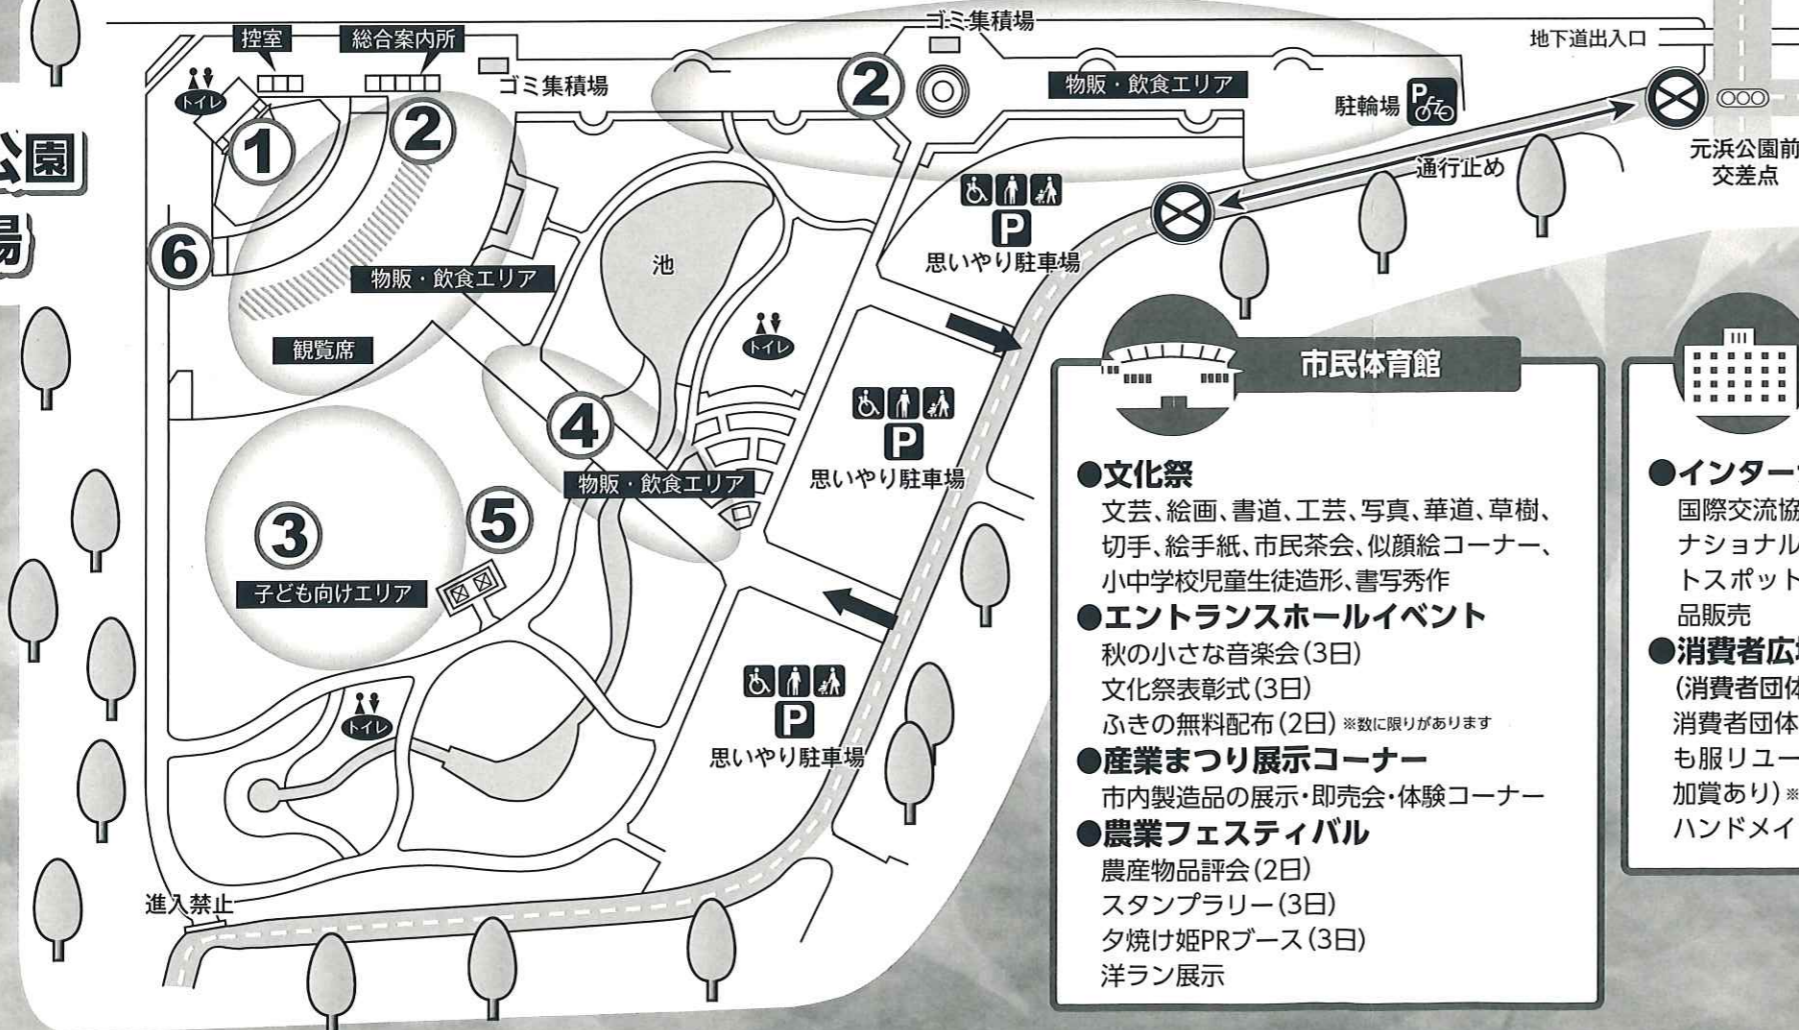 公園
場
控室
総合案内所
ゴミ集積場
トイレ
ゴミ集積場
1
2
2
物販・飲食エリア
駐輪場
P
地下道出入口
元浜公園前
交差点
通行止め
6
物販・飲食エリア
観覧席
池
トイレ
P
思いやり駐車場
4
物販・飲食エリア
P
思いやり駐車場
3
5
子ども向けエリア
トイレ
P
思いやり駐車場
進入禁止
市民体育館
●文化祭
文芸、絵画、書道、工芸、写真、華道、草樹、
切手、絵手紙、市民茶会、似顔絵コーナー、
小中学校児童生徒造形、書写秀作
●エントランスホールイベント
秋の小さな音楽会(3日)
文化祭表彰式(3日)
ふきの無料配布(2日)※数に限りがあります
●産業まつり展示コーナー
市内製造品の展示・即売会・体験コーナー
●農業フェスティバル
農産物品評会(2日)
スタンプラリー(3日)
夕焼け姫PRブース(3日)
洋ラン展示
●インター
国際交流協
ナショナル
トスポット
品販売
●消費者広
(消費者団体
消費者団体
も服リユー
加賞あり)※
ハンドメイ